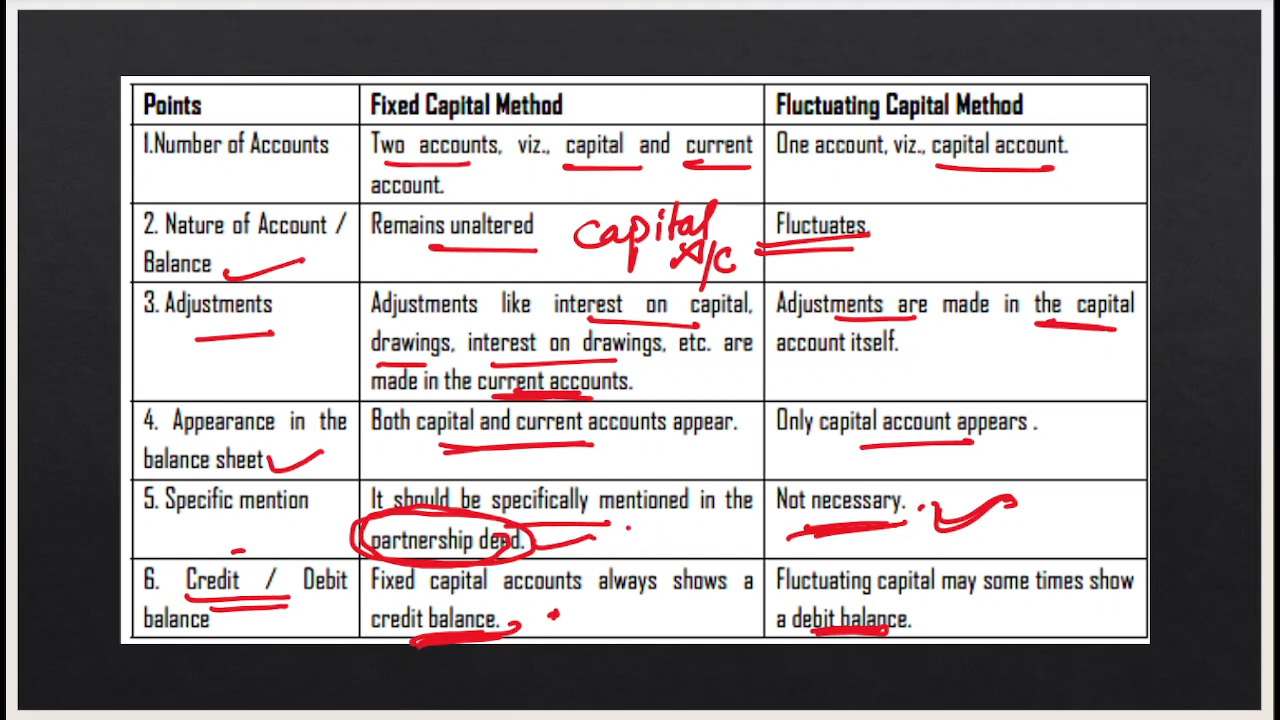 Points Fixed Capital Method Fluctuating Capital Method
1.Number of Accounts Two accounts, viz., capital and current One account, viz., capital account.
account.
2. Nature of Account / Remains unaltered capital Fluctuates.
Balance A/C
3. Adjustments Adjustments like interest on capital, Adjustments are made in the capital
drawings, interest on drawings, etc. are account itself.
made in the current accounts.
4. Appearance in the Both capital and current accounts appear. Only capital account appears .
balance sheet
5. Specific mention It should be specifically mentioned in the Not necessary.
partnership deed.
6. Credit / Debit Fixed capital accounts always shows a Fluctuating capital may some times show
balance credit balance. a debit balance.